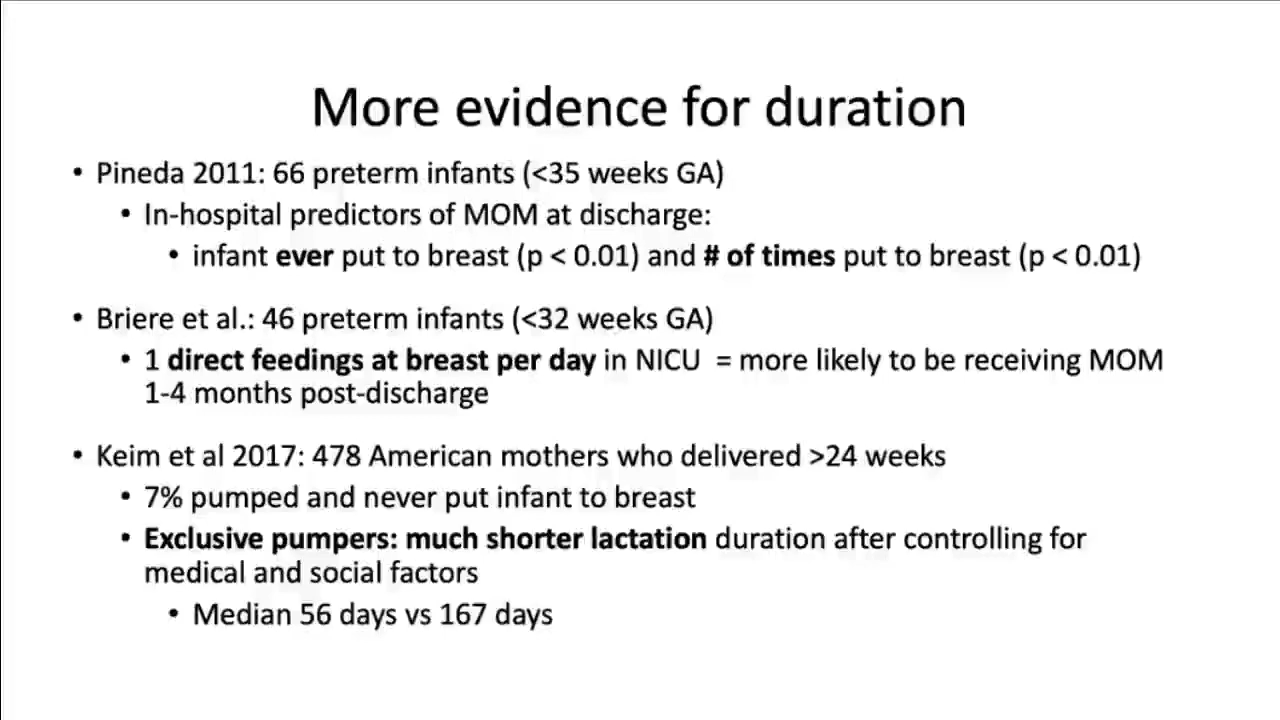 More evidence for duration
• Pineda 2011: 66 preterm infants (<35 weeks GA)
• In-hospital predictors of MOM at discharge:
• infant ever put to breast (p < 0.01) and # of times put to breast (p < 0.01)
• Briere et al.: 46 preterm infants (<32 weeks GA)
• 1 direct feedings at breast per day in NICU = more likely to be receiving MOM
1-4 months post-discharge
• Keim et al 2017: 478 American mothers who delivered >24 weeks
• 7% pumped and never put infant to breast
• Exclusive pumpers: much shorter lactation duration after controlling for
medical and social factors
• Median 56 days vs 167 days